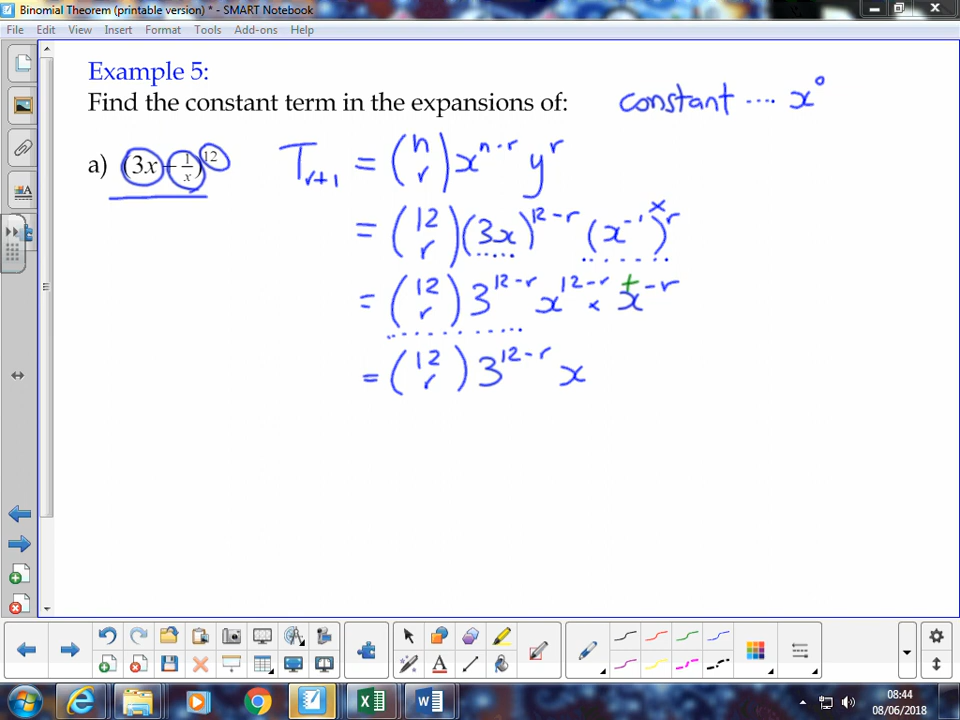 Binomial Theorem (printable version) * - SMART Notebook
File Edit View Insert Format Tools Add-ons Help
Example 5:
Find the constant term in the expansions of: constant .... x⁰
a) (3x − 1/x)¹² T_{r+1} = (n r) x^{n-r} y^r
= (12 r) (3x)^{12-r} (x^{-1})^{× r}
= (12 r) 3^{12-r} x^{12-r} × x^{-r} +
= (12 r) 3^{12-r} x
A
08:44
08/06/2018